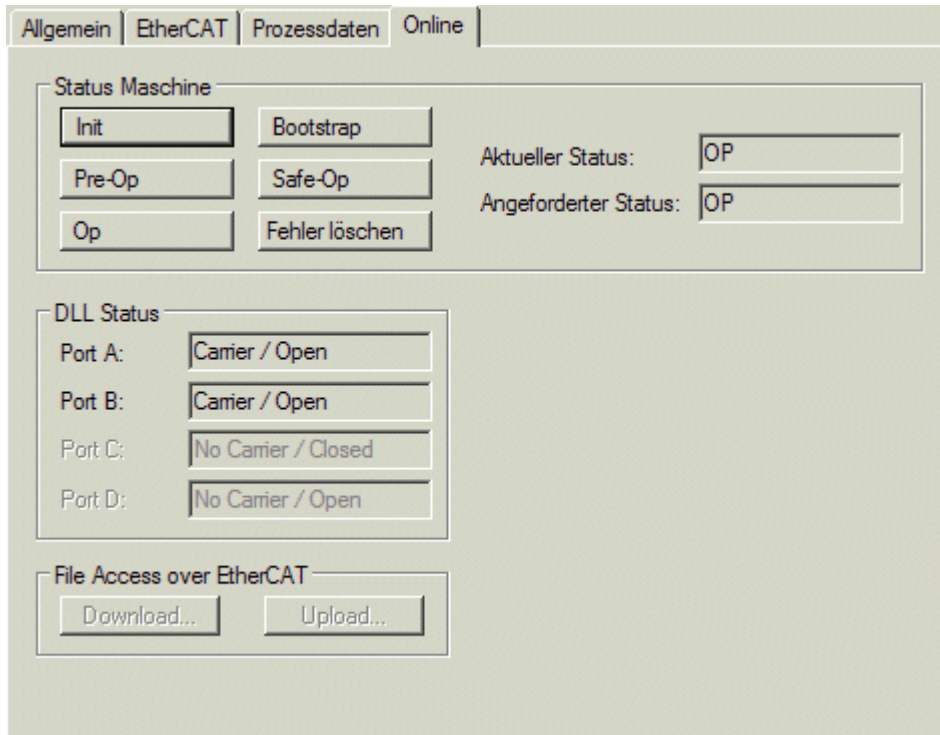 Allgemein EtherCAT Prozessdaten Online
Status Maschine
Init Bootstrap
Aktueller Status: OP
Pre-Op Safe-Op
Angeforderter Status: OP
Op Fehler löschen
DLL Status
Port A: Carrier / Open
Port B: Carrier / Open
Port C: No Carrier / Closed
Port D: No Carrier / Open
File Access over EtherCAT
Download... Upload...